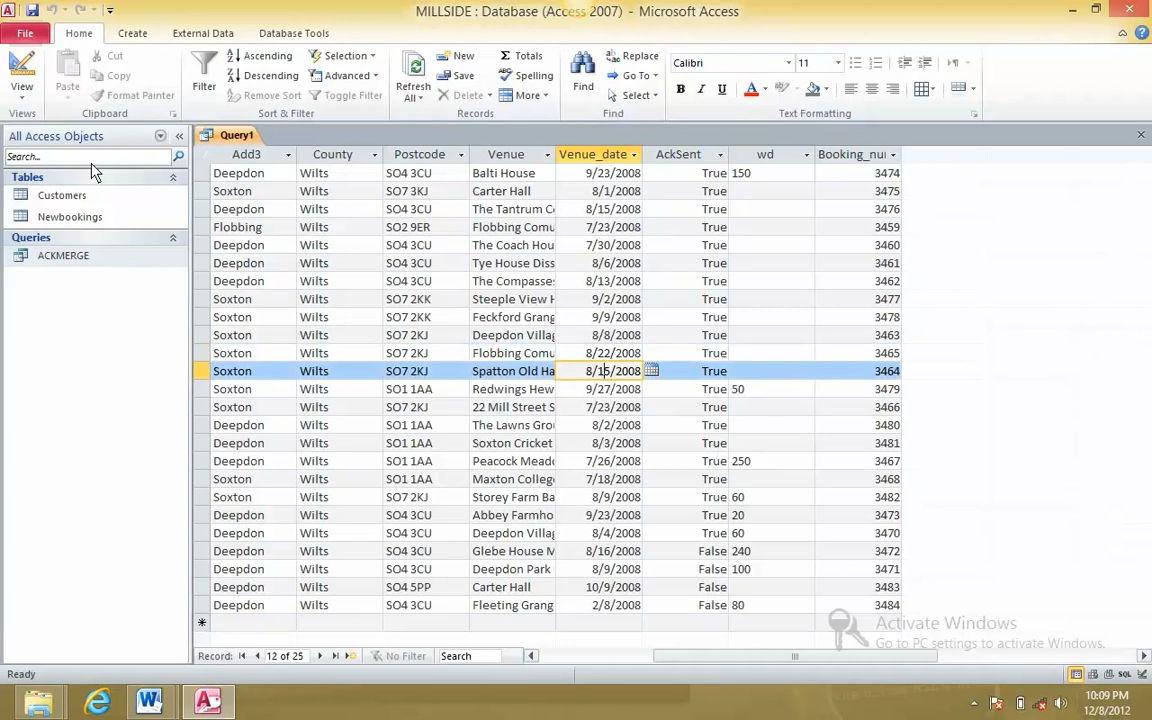 MILLSIDE : Database (Access 2007) - Microsoft Access
File Home Create External Data Database Tools
View Paste Cut Copy Format Painter
Filter Ascending Descending Remove Sort Selection Advanced Toggle Filter
Refresh All New Save Delete Totals Spelling More
Find Replace Go To Select
Calibri 11
B I U A
Views Clipboard Sort & Filter Records Find Text Formatting
All Access Objects
Search...
Tables
Customers
Newbookings
Queries
ACKMERGE
Query1
Add3 County Postcode Venue Venue_date AckSent wd Booking_nu
Deepdon Wilts SO4 3CU Balti House 9/23/2008 True 150 3474
Soxton Wilts SO7 3KJ Carter Hall 8/1/2008 True 3475
Deepdon Wilts SO4 3CU The Tantrum Co 8/15/2008 True 3476
Flobbing Wilts SO2 9ER Flobbing Comu 7/23/2008 True 3459
Deepdon Wilts SO4 3CU The Coach Hou 7/30/2008 True 3460
Deepdon Wilts SO4 3CU Tye House Diss 8/6/2008 True 3461
Deepdon Wilts SO4 3CU The Compasses 8/13/2008 True 3462
Soxton Wilts SO7 2KK Steeple View H 9/2/2008 True 3477
Soxton Wilts SO7 2KK Feckford Grang 9/9/2008 True 3478
Soxton Wilts SO7 2KJ Deepdon Villag 8/8/2008 True 3463
Soxton Wilts SO7 2KJ Flobbing Comu 8/22/2008 True 3465
Soxton Wilts SO7 2KJ Spatton Old Ha 8/15/2008 True 3464
Soxton Wilts SO1 1AA Redwings Hew 9/27/2008 True 50 3479
Soxton Wilts SO7 2KJ 22 Mill Street S 7/23/2008 True 3466
Deepdon Wilts SO1 1AA The Lawns Gro 8/2/2008 True 3480
Deepdon Wilts SO1 1AA Soxton Cricket 8/3/2008 True 3481
Deepdon Wilts SO1 1AA Peacock Meado 7/26/2008 True 250 3467
Soxton Wilts SO1 1AA Maxton College 7/18/2008 True 3468
Soxton Wilts SO7 2KJ Storey Farm Ba 8/9/2008 True 60 3482
Deepdon Wilts SO4 3CU Abbey Farmho 9/23/2008 True 20 3473
Deepdon Wilts SO4 3CU Deepdon Villag 8/4/2008 True 60 3470
Deepdon Wilts SO4 3CU Glebe House M 8/16/2008 False 240 3472
Deepdon Wilts SO4 3CU Deepdon Park 8/9/2008 False 100 3471
Deepdon Wilts SO4 5PP Carter Hall 10/9/2008 False 3483
Deepdon Wilts SO4 3CU Fleeting Grang 2/8/2008 False 80 3484
Activate Windows
Go to PC settings to activate Windows.
Record: 12 of 25 No Filter Search
Ready SQL
10:09 PM
12/8/2012